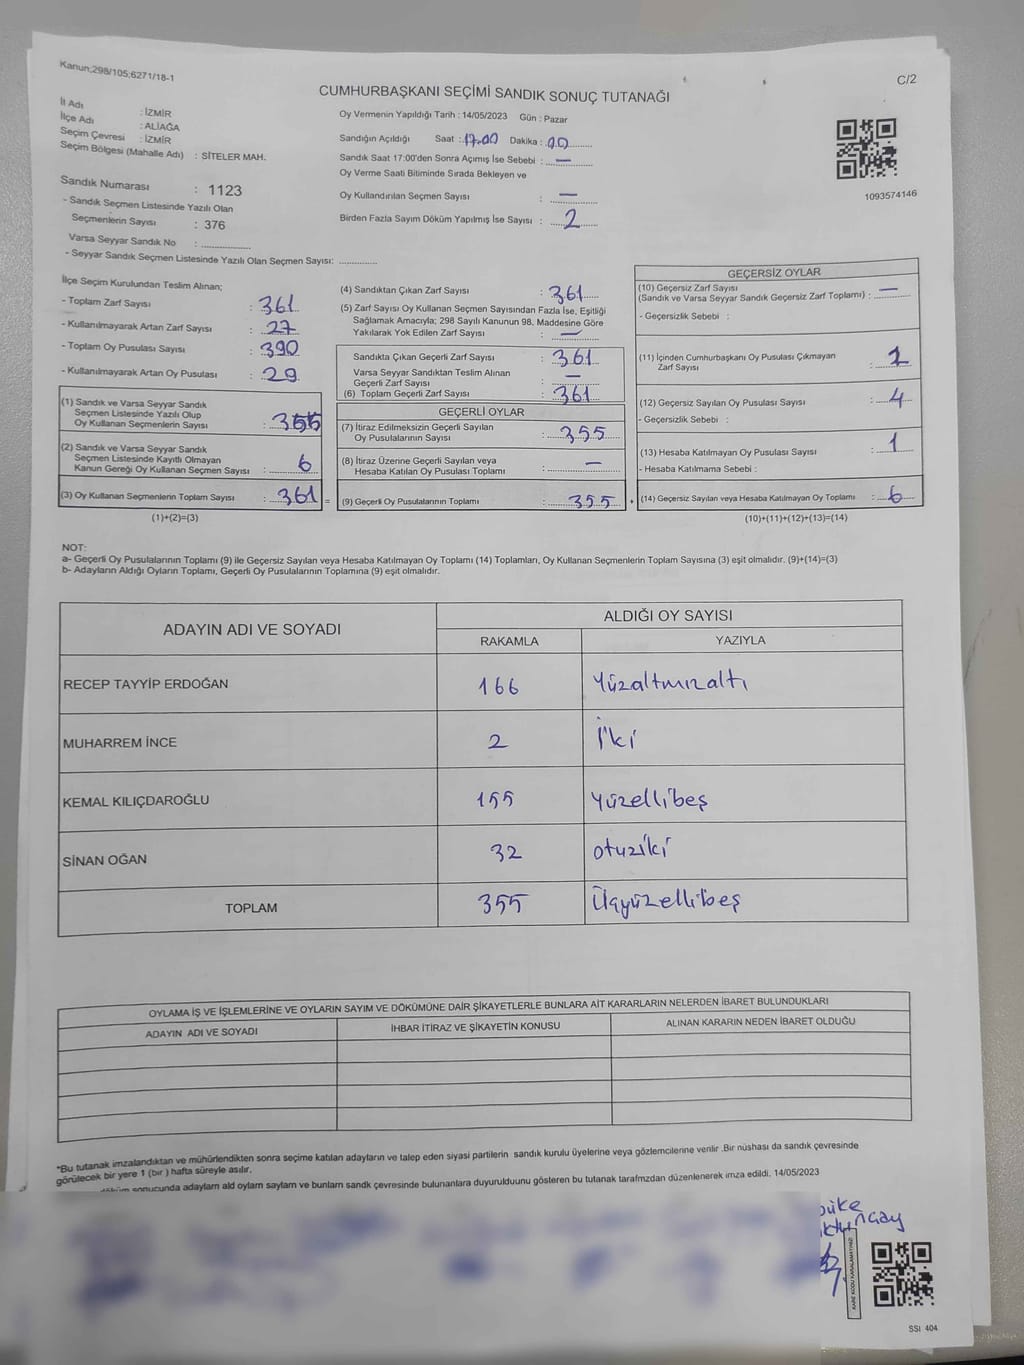 Kanun;298/105;6271/18-1
C/2
CUMHURBAŞKANI SEÇİMİ SANDIK SONUÇ TUTANAĞI
İl Adı : İZMİR
İlçe Adı : ALİAĞA
Seçim Çevresi : İZMİR
Seçim Bölgesi (Mahalle Adı) : SİTELER MAH.
Sandık Numarası : 1123
- Sandık Seçmen Listesinde Yazılı Olan
Seçmenlerin Sayısı : 376
Varsa Seyyar Sandık No :
- Seyyar Sandık Seçmen Listesinde Yazılı Olan Seçmen Sayısı:
Oy Vermenin Yapıldığı Tarih : 14/05/2023 Gün : Pazar
Sandığın Açıldığı Saat : 17.00 Dakika : 00
Sandık Saat 17:00'den Sonra Açımış İse Sebebi : —
Oy Verme Saati Bitiminde Sırada Bekleyen ve
Oy Kullandırılan Seçmen Sayısı : —
Birden Fazla Sayım Döküm Yapılmış İse Sayısı : 2
1093574146
İlçe Seçim Kurulundan Teslim Alınan;
- Toplam Zarf Sayısı : 361
- Kullanılmayarak Artan Zarf Sayısı : 27
- Toplam Oy Pusulası Sayısı : 390
- Kullanılmayarak Artan Oy Pusulası : 29
(1) Sandık ve Varsa Seyyar Sandık
Seçmen Listesinde Yazılı Olup
Oy Kullanan Seçmenlerin Sayısı : 355
(2) Sandık ve Varsa Seyyar Sandık
Seçmen Listesinde Kayıtlı Olmayan
Kanun Gereği Oy Kullanan Seçmen Sayısı : 6
(3) Oy Kullanan Seçmenlerin Toplam Sayısı : 361 =
(1)+(2)=(3)
(4) Sandıktan Çıkan Zarf Sayısı : 361
(5) Zarf Sayısı Oy Kullanan Seçmen Sayısından Fazla İse, Eşitliği
Sağlamak Amacıyla; 298 Sayılı Kanunun 98. Maddesine Göre
Yakılarak Yok Edilen Zarf Sayısı : —
Sandıkta Çıkan Geçerli Zarf Sayısı : 361
Varsa Seyyar Sandıktan Teslim Alınan
Geçerli Zarf Sayısı : —
(6) Toplam Geçerli Zarf Sayısı : 361
GEÇERLİ OYLAR
(7) İtiraz Edilmeksizin Geçerli Sayılan
Oy Pusulalarının Sayısı : 355
(8) İtiraz Üzerine Geçerli Sayılan veya
Hesaba Katılan Oy Pusulası Toplamı : —
(9) Geçerli Oy Pusulalarının Toplamı : 355 +
GEÇERSİZ OYLAR
(10) Geçersiz Zarf Sayısı
(Sandık ve Varsa Seyyar Sandık Geçersiz Zarf Toplamı) : —
- Geçersizlik Sebebi :
(11) İçinden Cumhurbaşkanı Oy Pusulası Çıkmayan
Zarf Sayısı : 1
(12) Geçersiz Sayılan Oy Pusulası Sayısı : 4
- Geçersizlik Sebebi :
(13) Hesaba Katılmayan Oy Pusulası Sayısı : 1
- Hesaba Katılmama Sebebi :
(14) Geçersiz Sayılan veya Hesaba Katılmayan Oy Toplamı : 6
(10)+(11)+(12)+(13)=(14)
NOT:
a- Geçerli Oy Pusulalarının Toplamı (9) ile Geçersiz Sayılan veya Hesaba Katılmayan Oy Toplamı (14) Toplamları, Oy Kullanan Seçmenlerin Toplam Sayısına (3) eşit olmalıdır. (9)+(14)=(3)
b- Adayların Aldığı Oyların Toplamı, Geçerli Oy Pusulalarının Toplamına (9) eşit olmalıdır.
ADAYIN ADI VE SOYADI
ALDIĞI OY SAYISI
RAKAMLA YAZIYLA
RECEP TAYYİP ERDOĞAN 166 Yüzaltmızaltı
MUHARREM İNCE 2 İki
KEMAL KILIÇDAROĞLU 155 Yüzellibeş
SİNAN OĞAN 32 otuziki
TOPLAM 355 Üçyüzellibeş
OYLAMA İŞ VE İŞLEMLERİNE VE OYLARIN SAYIM VE DÖKÜMÜNE DAİR ŞİKAYETLERLE BUNLARA AİT KARARLARIN NELERDEN İBARET BULUNDUKLARI
ADAYIN ADI VE SOYADI İHBAR İTİRAZ VE ŞİKAYETİN KONUSU ALINAN KARARIN NEDEN İBARET OLDUĞU
*Bu tutanak imzalandıktan ve mühürlendikten sonra seçime katılan adayların ve talep eden siyasi partilerin sandık kurulu üyelerine veya gözlemcilerine verilir .Bir nüshası da sandık çevresinde
görülecek bir yere 1 (bir ) hafta süreyle asılır.
döküm sonucunda adayların ald oyların sayların ve bunların sandk çevresinde bulunanlara duyurulduunu gösteren bu tutanak tarafmzdan düzenlenerek imza edildi. 14/05/2023
KARE KODU KARALAMAYINIZ!
SSI 404